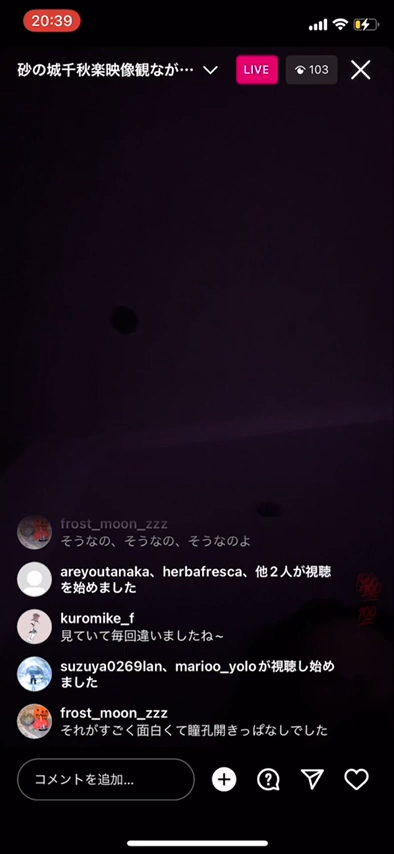 20:39
砂の城千秋楽映像観なが…
LIVE
103
frost_moon_zzz
そうなの、そうなの、そうなのよ
areyoutanaka、herbafresca、他2人が視聴
を始めました
kuromike_f
見ていて毎回違いましたね~
suzuya0269lan、marioo_yoloが視聴し始め
ました
frost_moon_zzz
それがすごく面白くて瞳孔開きっぱなしでした
コメントを追加...
100